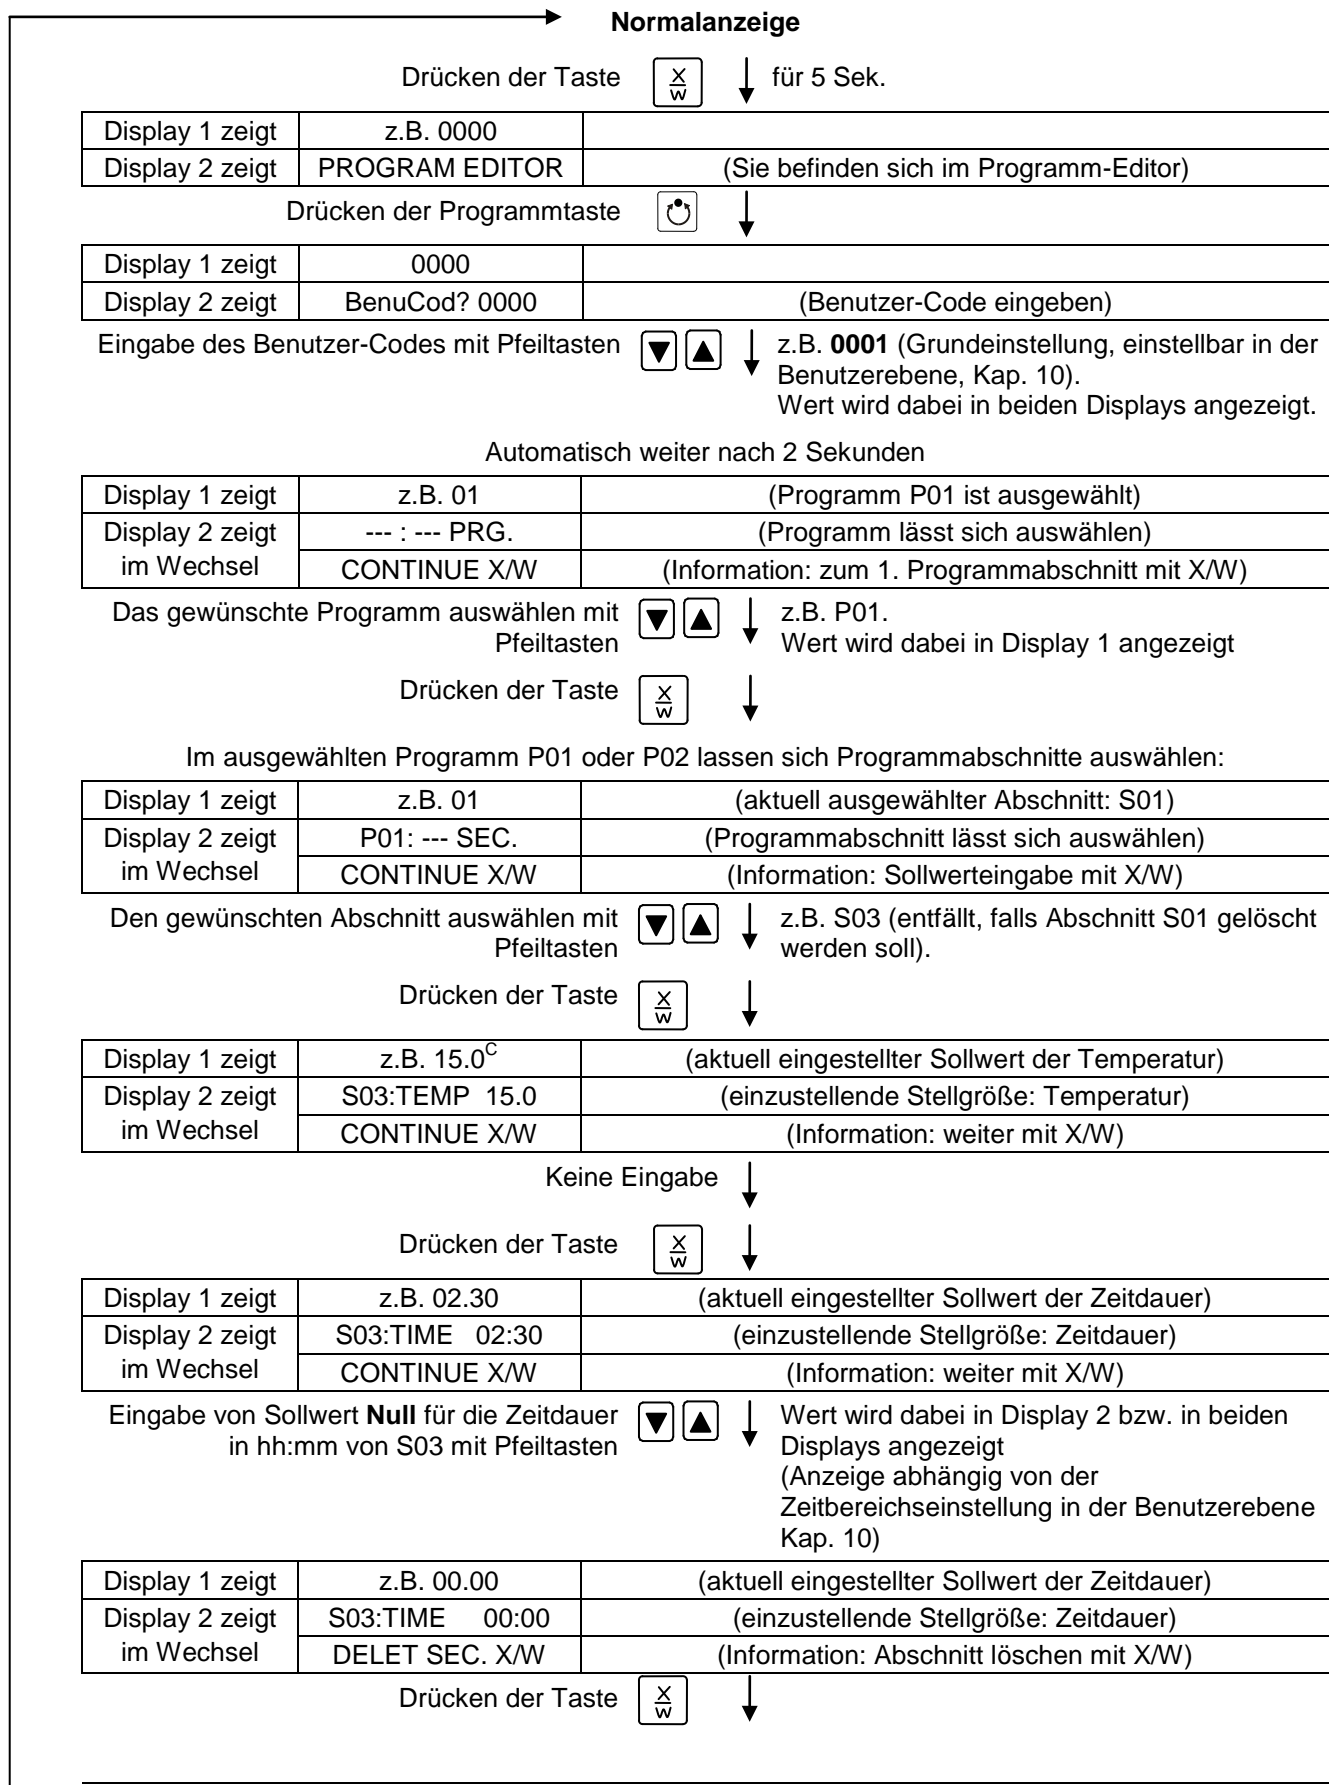 Normalanzeige
Drücken der Taste X W für 5 Sek.
Display 1 zeigt z.B. 0000
Display 2 zeigt PROGRAM EDITOR (Sie befinden sich im Programm-Editor)
Drücken der Programmtaste
Display 1 zeigt 0000
Display 2 zeigt BenuCod? 0000 (Benutzer-Code eingeben)
Eingabe des Benutzer-Codes mit Pfeiltasten z.B. 0001 (Grundeinstellung, einstellbar in der
Benutzerebene, Kap. 10).
Wert wird dabei in beiden Displays angezeigt.
Automatisch weiter nach 2 Sekunden
Display 1 zeigt z.B. 01 (Programm P01 ist ausgewählt)
Display 2 zeigt --- : --- PRG. (Programm lässt sich auswählen)
im Wechsel CONTINUE X/W (Information: zum 1. Programmabschnitt mit X/W)
Das gewünschte Programm auswählen mit z.B. P01.
Pfeiltasten Wert wird dabei in Display 1 angezeigt
Drücken der Taste X W
Im ausgewählten Programm P01 oder P02 lassen sich Programmabschnitte auswählen:
Display 1 zeigt z.B. 01 (aktuell ausgewählter Abschnitt: S01)
Display 2 zeigt P01: --- SEC. (Programmabschnitt lässt sich auswählen)
im Wechsel CONTINUE X/W (Information: Sollwerteingabe mit X/W)
Den gewünschten Abschnitt auswählen mit z.B. S03 (entfällt, falls Abschnitt S01 gelöscht
Pfeiltasten werden soll).
Drücken der Taste X W
Display 1 zeigt z.B. 15.0C (aktuell eingestellter Sollwert der Temperatur)
Display 2 zeigt S03:TEMP 15.0 (einzustellende Stellgröße: Temperatur)
im Wechsel CONTINUE X/W (Information: weiter mit X/W)
Keine Eingabe
Drücken der Taste X W
Display 1 zeigt z.B. 02.30 (aktuell eingestellter Sollwert der Zeitdauer)
Display 2 zeigt S03:TIME 02:30 (einzustellende Stellgröße: Zeitdauer)
im Wechsel CONTINUE X/W (Information: weiter mit X/W)
Eingabe von Sollwert Null für die Zeitdauer Wert wird dabei in Display 2 bzw. in beiden
in hh:mm von S03 mit Pfeiltasten Displays angezeigt
(Anzeige abhängig von der
Zeitbereichseinstellung in der Benutzerebene
Kap. 10)
Display 1 zeigt z.B. 00.00 (aktuell eingestellter Sollwert der Zeitdauer)
Display 2 zeigt S03:TIME 00:00 (einzustellende Stellgröße: Zeitdauer)
im Wechsel DELET SEC. X/W (Information: Abschnitt löschen mit X/W)
Drücken der Taste X W